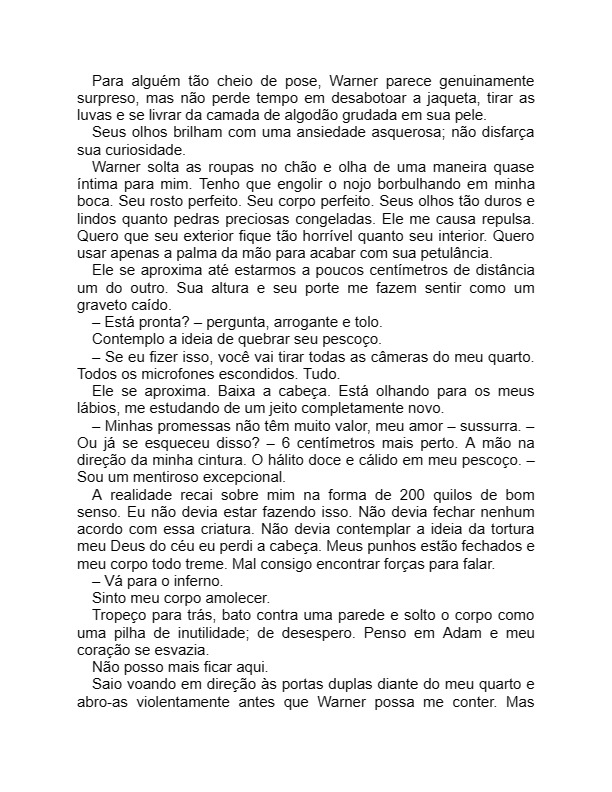 Para alguém tão cheio de pose, Warner parece genuinamente
surpreso, mas não perde tempo em desabotoar a jaqueta, tirar as
luvas e se livrar da camada de algodão grudada em sua pele.
Seus olhos brilham com uma ansiedade asquerosa; não disfarça
sua curiosidade.
Warner solta as roupas no chão e olha de uma maneira quase
íntima para mim. Tenho que engolir o nojo borbulhando em minha
boca. Seu rosto perfeito. Seu corpo perfeito. Seus olhos tão duros e
lindos quanto pedras preciosas congeladas. Ele me causa repulsa.
Quero que seu exterior fique tão horrível quanto seu interior. Quero
usar apenas a palma da mão para acabar com sua petulância.
Ele se aproxima até estarmos a poucos centímetros de distância
um do outro. Sua altura e seu porte me fazem sentir como um
graveto caído.
– Está pronta? – pergunta, arrogante e tolo.
Contemplo a ideia de quebrar seu pescoço.
– Se eu fizer isso, você vai tirar todas as câmeras do meu quarto.
Todos os microfones escondidos. Tudo.
Ele se aproxima. Baixa a cabeça. Está olhando para os meus
lábios, me estudando de um jeito completamente novo.
– Minhas promessas não têm muito valor, meu amor – sussurra. –
Ou já se esqueceu disso? – 6 centímetros mais perto. A mão na
direção da minha cintura. O hálito doce e cálido em meu pescoço. –
Sou um mentiroso excepcional.
A realidade recai sobre mim na forma de 200 quilos de bom
senso. Eu não devia estar fazendo isso. Não devia fechar nenhum
acordo com essa criatura. Não devia contemplar a ideia da tortura
meu Deus do céu eu perdi a cabeça. Meus punhos estão fechados e
meu corpo todo treme. Mal consigo encontrar forças para falar.
– Vá para o inferno.
Sinto meu corpo amolecer.
Tropeço para trás, bato contra uma parede e solto o corpo como
uma pilha de inutilidade; de desespero. Penso em Adam e meu
coração se esvazia.
Não posso mais ficar aqui.
Saio voando em direção às portas duplas diante do meu quarto e
abro-as violentamente antes que Warner possa me conter. Mas